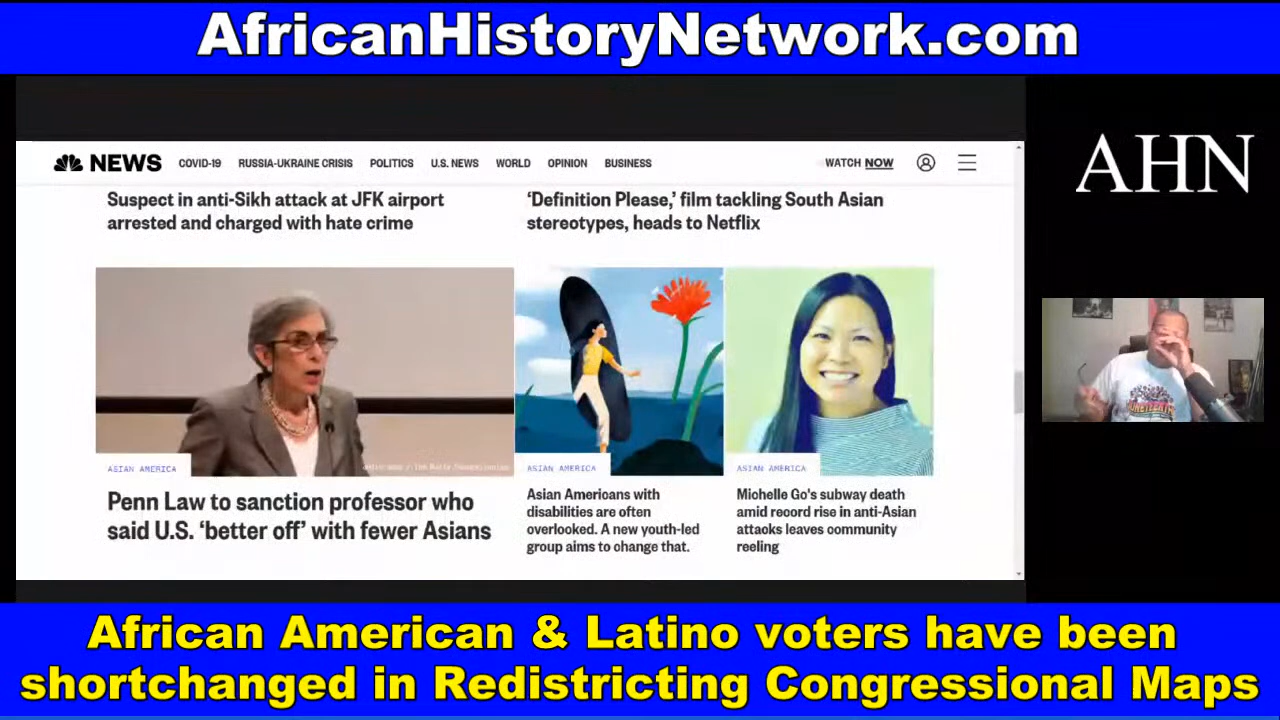 AfricanHistoryNetwork.com
AHN
NEWS
COVID-19
RUSSIA-UKRAINE CRISIS
POLITICS
U.S. NEWS
WORLD
OPINION
BUSINESS
WATCH NOW
Suspect in anti-Sikh attack at JFK airport
arrested and charged with hate crime
‘Definition Please,’ film tackling South Asian
stereotypes, heads to Netflix
ASIAN AMERICA
Penn Law to sanction professor who
said U.S. ‘better off’ with fewer Asians
ASIAN AMERICA
Asian Americans with
disabilities are often
overlooked. A new youth-led
group aims to change that.
ASIAN AMERICA
Michelle Go's subway death
amid record rise in anti-Asian
attacks leaves community
reeling
African American & Latino voters have been
shortchanged in Redistricting Congressional Maps